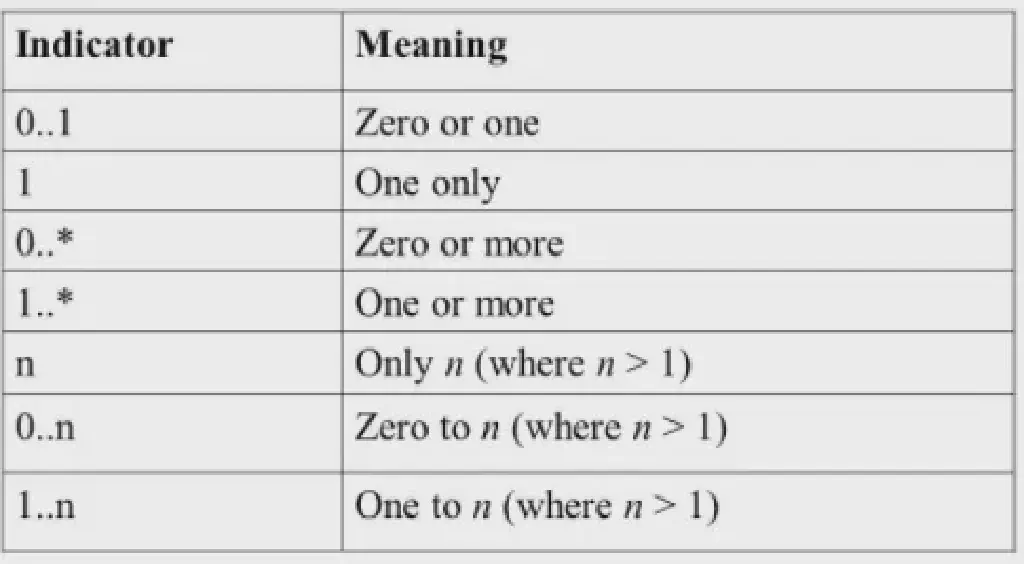 Indicator Meaning
0..1 Zero or one
1 One only
0..* Zero or more
1..* One or more
n Only n (where n > 1)
0..n Zero to n (where n > 1)
1..n One to n (where n > 1)